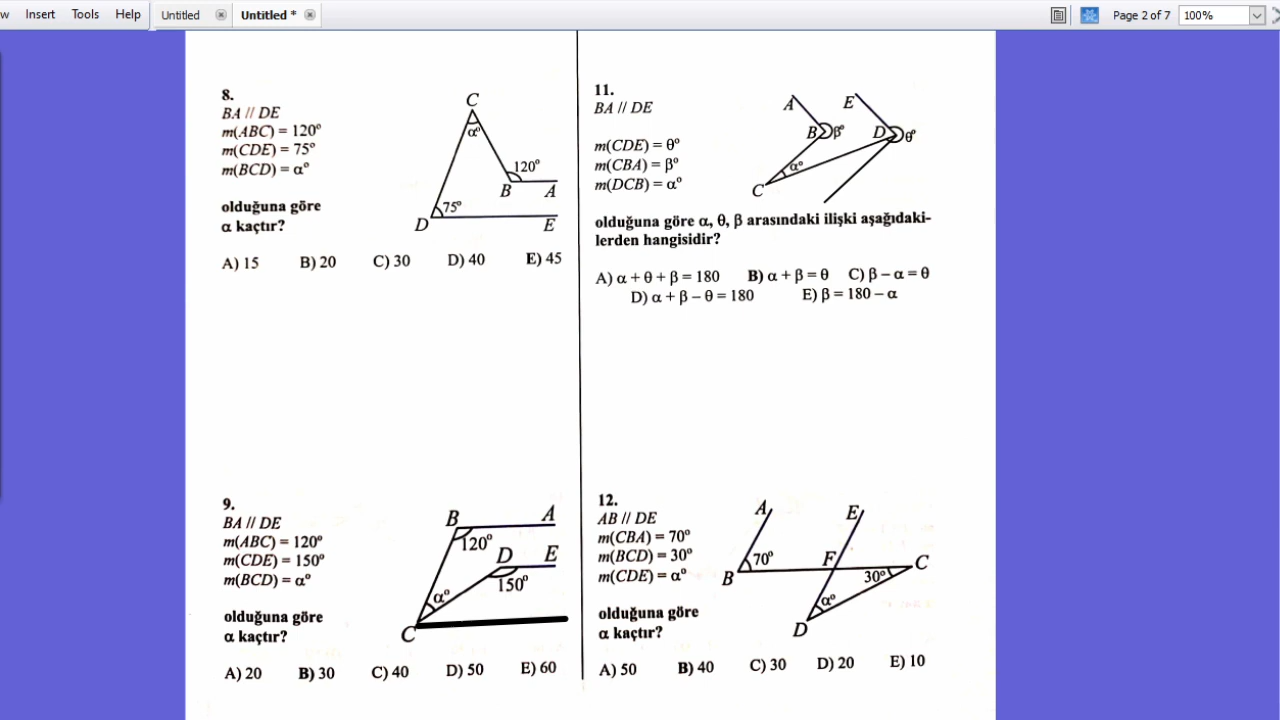 w Insert Tools Help Untitled Untitled * Page 2 of 7 100%
8.
BA // DE
m(ABC) = 120°
m(CDE) = 75°
m(BCD) = α°
olduğuna göre
α kaçtır?
C
α°
120°
B A
75°
D E
A) 15 B) 20 C) 30 D) 40 E) 45
9.
BA // DE
m(ABC) = 120°
m(CDE) = 150°
m(BCD) = α°
olduğuna göre
α kaçtır?
B A
120°
D E
150°
α°
C
A) 20 B) 30 C) 40 D) 50 E) 60
11.
BA // DE
m(CDE) = θ°
m(CBA) = β°
m(DCB) = α°
A E
B β° D θ°
α°
C
olduğuna göre α, θ, β arasındaki ilişki aşağıdaki-
lerden hangisidir?
A) α + θ + β = 180 B) α + β = θ C) β – α = θ
D) α + β – θ = 180 E) β = 180 – α
12.
AB // DE
m(CBA) = 70°
m(BCD) = 30°
m(CDE) = α°
olduğuna göre
α kaçtır?
A E
70° F C
B 30°
α°
D
A) 50 B) 40 C) 30 D) 20 E) 10